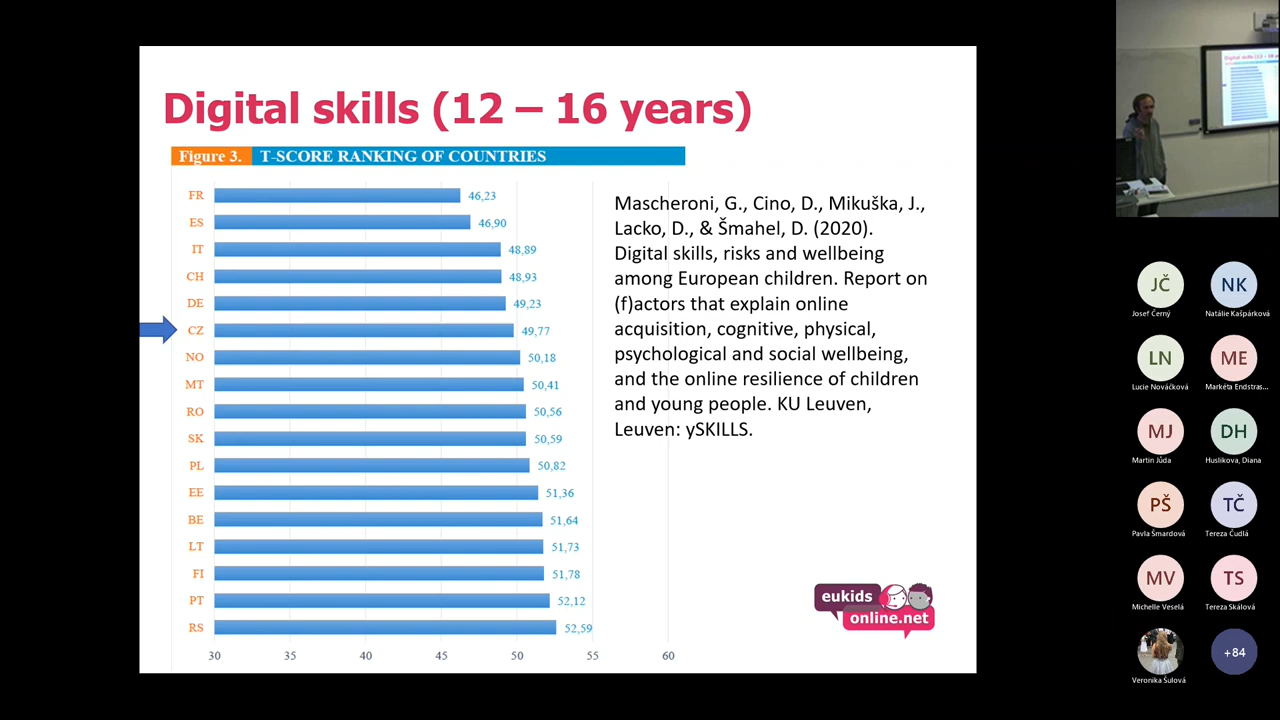 Digital skills (12 – 16 years)
Figure 3. T-SCORE RANKING OF COUNTRIES
FR 46,23
ES 46,90
IT 48,89
CH 48,93
DE 49,23
CZ 49,77
NO 50,18
MT 50,41
RO 50,56
SK 50,59
PL 50,82
EE 51,36
BE 51,64
LT 51,73
FI 51,78
PT 52,12
RS 52,59
30 35 40 45 50 55 60
Mascheroni, G., Cino, D., Mikuška, J.,
Lacko, D., & Šmahel, D. (2020).
Digital skills, risks and wellbeing
among European children. Report on
(f)actors that explain online
acquisition, cognitive, physical,
psychological and social wellbeing,
and the online resilience of children
and young people. KU Leuven,
Leuven: ySKILLS.
eukids
online.net
JČ NK
Josef Černý Natálie Kašpárková
LN ME
Lucie Nováčková Markéta Endstras...
MJ DH
Martin Jůda Huslikova, Diana
PŠ TČ
Pavla Šmardová Tereza Čudlá
MV TS
Michelle Veselá Tereza Skálová
+84
Veronika Šulová